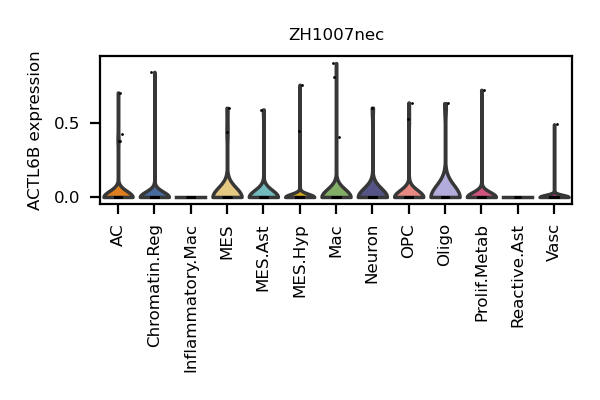 ZH1007nec
ACTL6B expression
0.5
0.0
AC
Chromatin.Reg
Inflammatory.Mac
MES
MES.Ast
MES.Hyp
Mac
Neuron
OPC
Oligo
Prolif.Metab
Reactive.Ast
Vasc